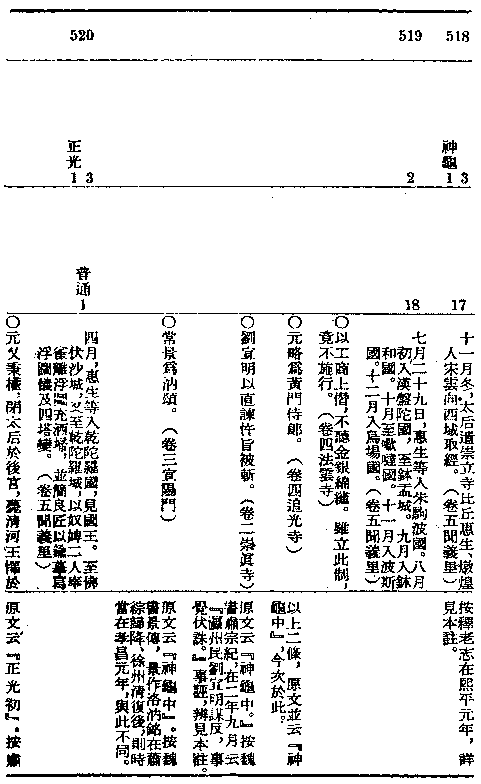 518
神龜
1 3
17
十一月冬，太后遣崇立寺比丘惠生、燉煌
人宋雲向西域取經。（卷五聞義里）
按釋老志在熙平元年，詳
見本註。
519
2
18
七月二十九日，惠生等入朱駒波國。八月
初入漢盤陀國，至鉢盂城。九月入鉢
和國。十月至嚈噠國。十一月入波斯
國。十二月入烏場國。（卷五聞義里）
〇以工商上僭，不聽金銀錦繡。雖立此制，
竟不施行。（卷四法雲寺）
〇元略爲黃門侍郎。（卷四追光寺）
以上二條，原文並云『神
龜中』，今次於此。
〇劉宣明以直諫忤旨被斬。（卷二崇眞寺）
原文云『神龜中。』按魏
書肅宗紀，在二年九月云
『瀛州民劉宣明謀反，事
覺伏誅。』事誣，辨見本註。
〇常景爲汭頌。（卷三宣陽門）
原文云『神龜中』。按魏
書景傳，景作洛汭銘在蕭
綜歸降，徐州淸復後，則時
當在孝昌元年，與此不同。
520
正光
1 3
普通
1
四月，惠生等入乾陀羅國，見國王。至佛
伏沙城，又至乾陀羅城，以奴婢二人奉
雀離浮圖充洒掃，並簡良匠以鍮摹寫
浮圖儀及四塔變。（卷五聞義里）
〇元乂秉權，閉太后於後宮，薨淸河王懌於
原文云『正光初』。按肅